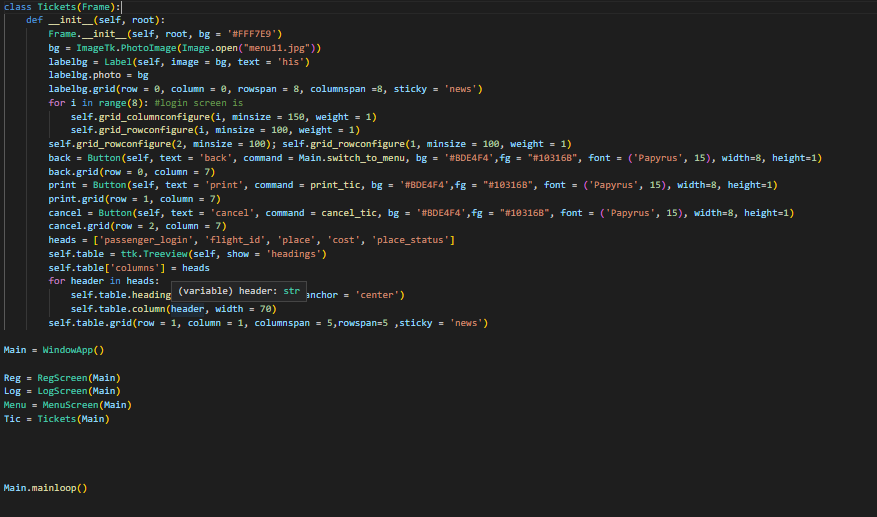 class Tickets(Frame):
    def __init__(self, root):
        Frame.__init__(self, root, bg = '#FFF7E9')
        bg = ImageTk.PhotoImage(Image.open("menu11.jpg"))
        labelbg = Label(self, image = bg, text = 'his')
        labelbg.photo = bg
        labelbg.grid(row = 0, column = 0, rowspan = 8, columnspan =8, sticky = 'news')
        for i in range(8): #login screen is
            self.grid_columnconfigure(i, minsize = 150, weight = 1)
            self.grid_rowconfigure(i, minsize = 100, weight = 1)
        self.grid_rowconfigure(2, minsize = 100); self.grid_rowconfigure(1, minsize = 100, weight = 1)
        back = Button(self, text = 'back', command = Main.switch_to_menu, bg = '#BDE4F4',fg = "#10316B", font = ('Papyrus', 15), width=8, height=1)
        back.grid(row = 0, column = 7)
        print = Button(self, text = 'print', command = print_tic, bg = '#BDE4F4',fg = "#10316B", font = ('Papyrus', 15), width=8, height=1)
        print.grid(row = 1, column = 7)
        cancel = Button(self, text = 'cancel', command = cancel_tic, bg = '#BDE4F4',fg = "#10316B", font = ('Papyrus', 15), width=8, height=1)
        cancel.grid(row = 2, column = 7)
        heads = ['passenger_login', 'flight_id', 'place', 'cost', 'place_status']
        self.table = ttk.Treeview(self, show = 'headings')
        self.table['columns'] = heads
        for header in heads:
            self.table.heading (variable) header: str anchor = 'center')
            self.table.column(header, width = 70)
        self.table.grid(row = 1, column = 1, columnspan = 5,rowspan=5 ,sticky = 'news')
Main = WindowApp()
Reg = RegScreen(Main)
Log = LogScreen(Main)
Menu = MenuScreen(Main)
Tic = Tickets(Main)
Main.mainloop()